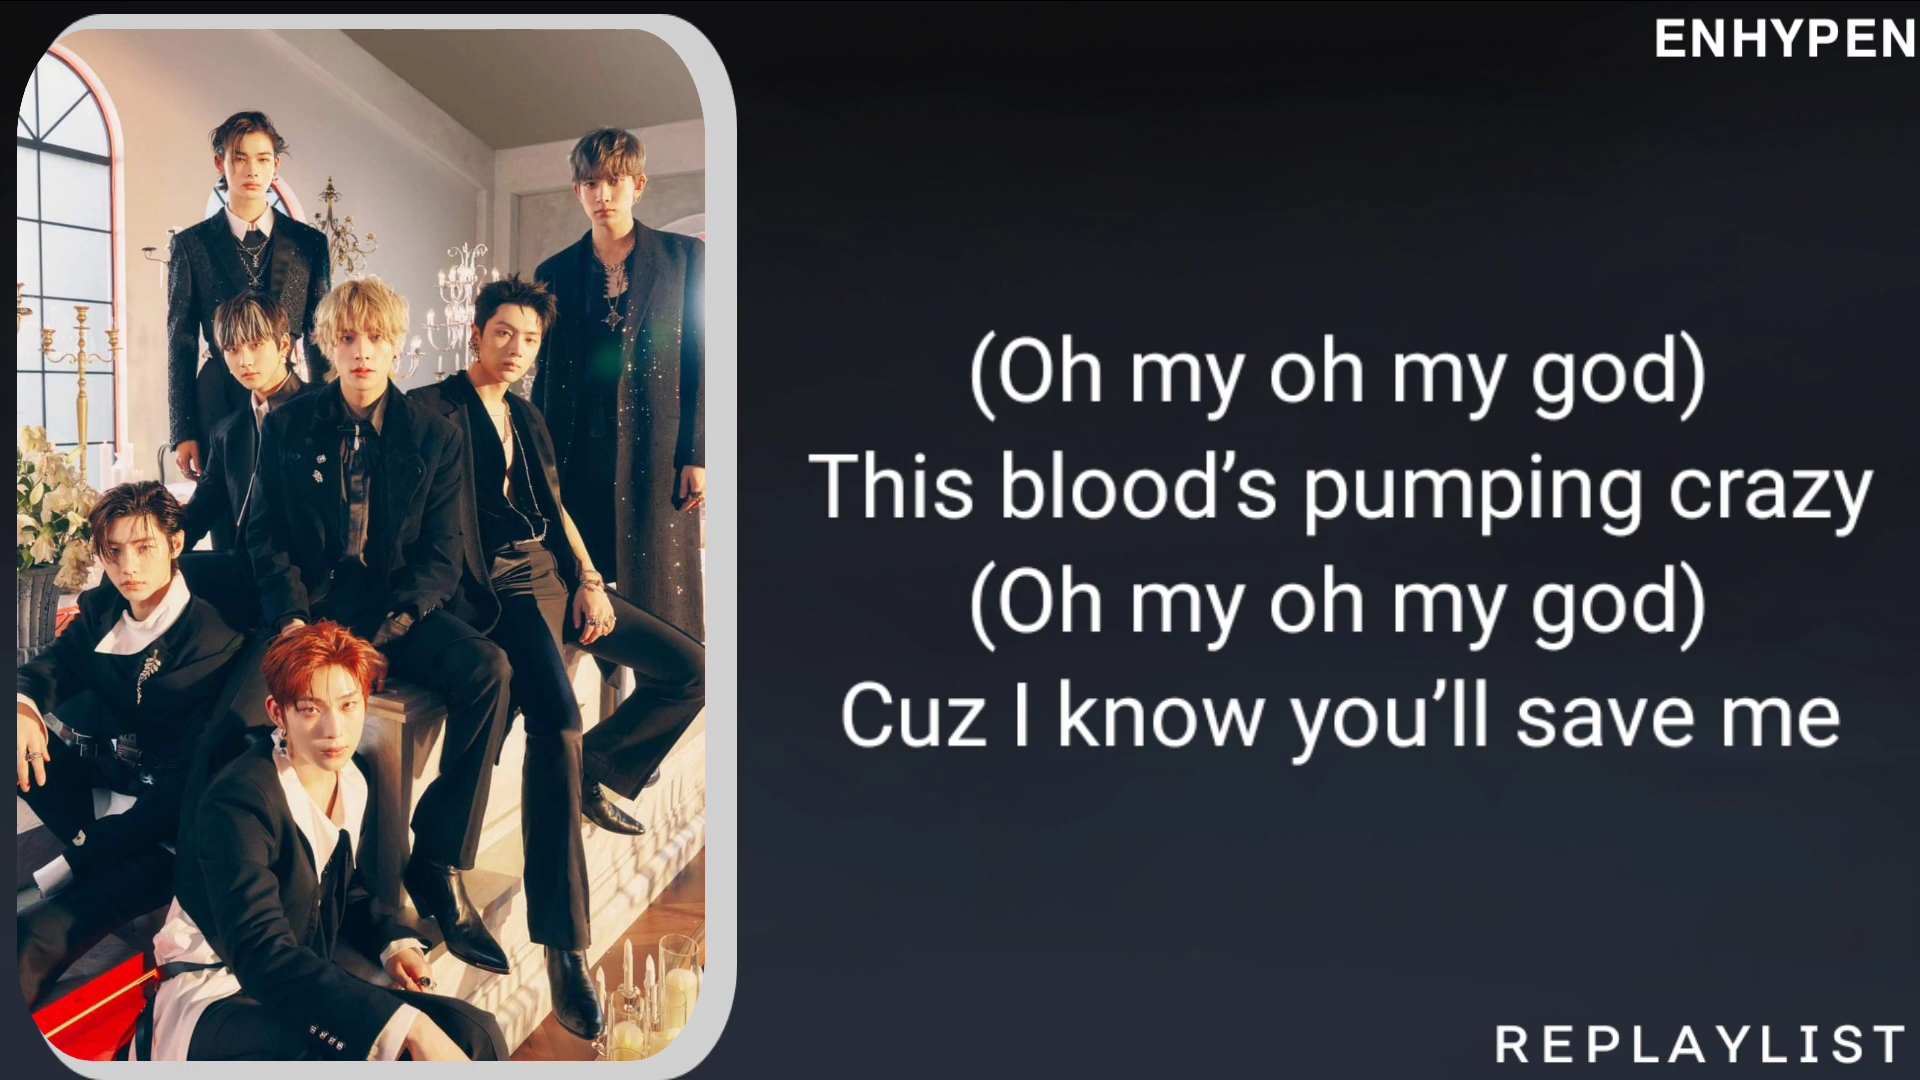 ENHYPEN
(Oh my oh my god)
This blood’s pumping crazy
(Oh my oh my god)
Cuz I know you’ll save me
REPLAYLIST